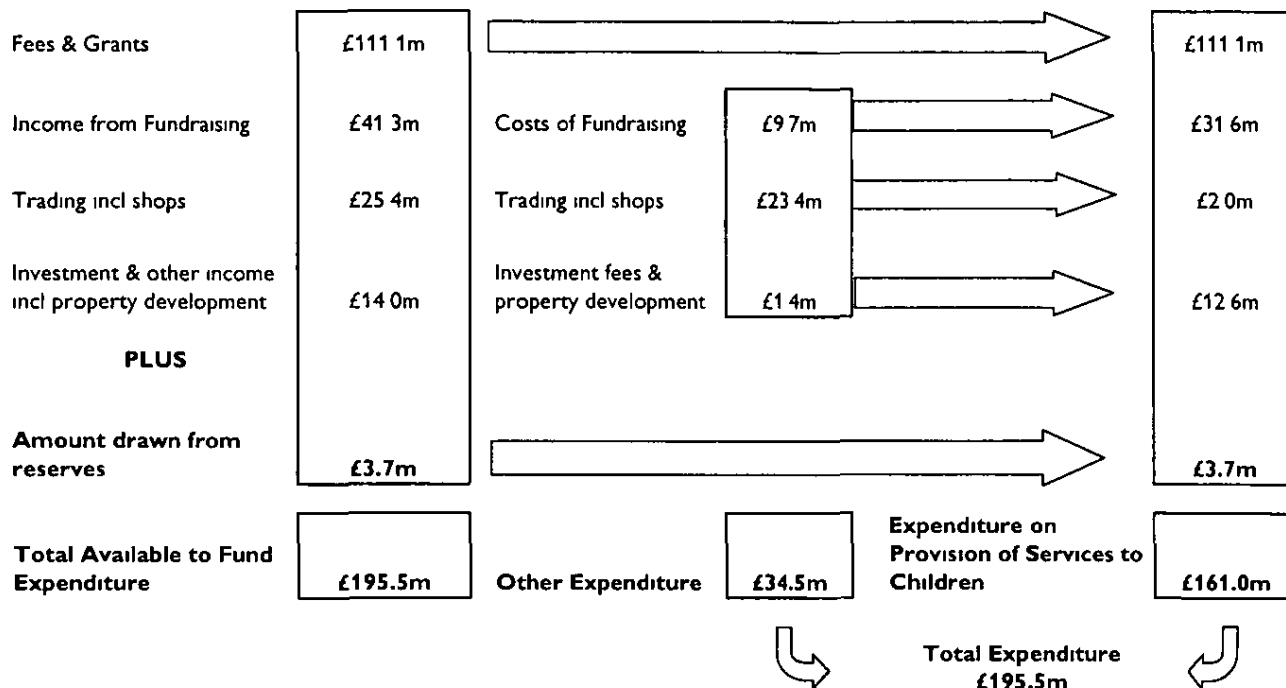 Fees & Grants £111 1m £111 1m
Income from Fundraising £41 3m Costs of Fundraising £9 7m £31 6m
Trading incl shops £25 4m Trading incl shops £23 4m £2 0m
Investment & other income
incl property development £14 0m Investment fees &
property development £1 4m £12 6m
PLUS
Amount drawn from
reserves £3.7m £3.7m
Total Available to Fund
Expenditure £195.5m Other Expenditure £34.5m Expenditure on
Provision of Services to
Children £161.0m
Total Expenditure
£195.5m